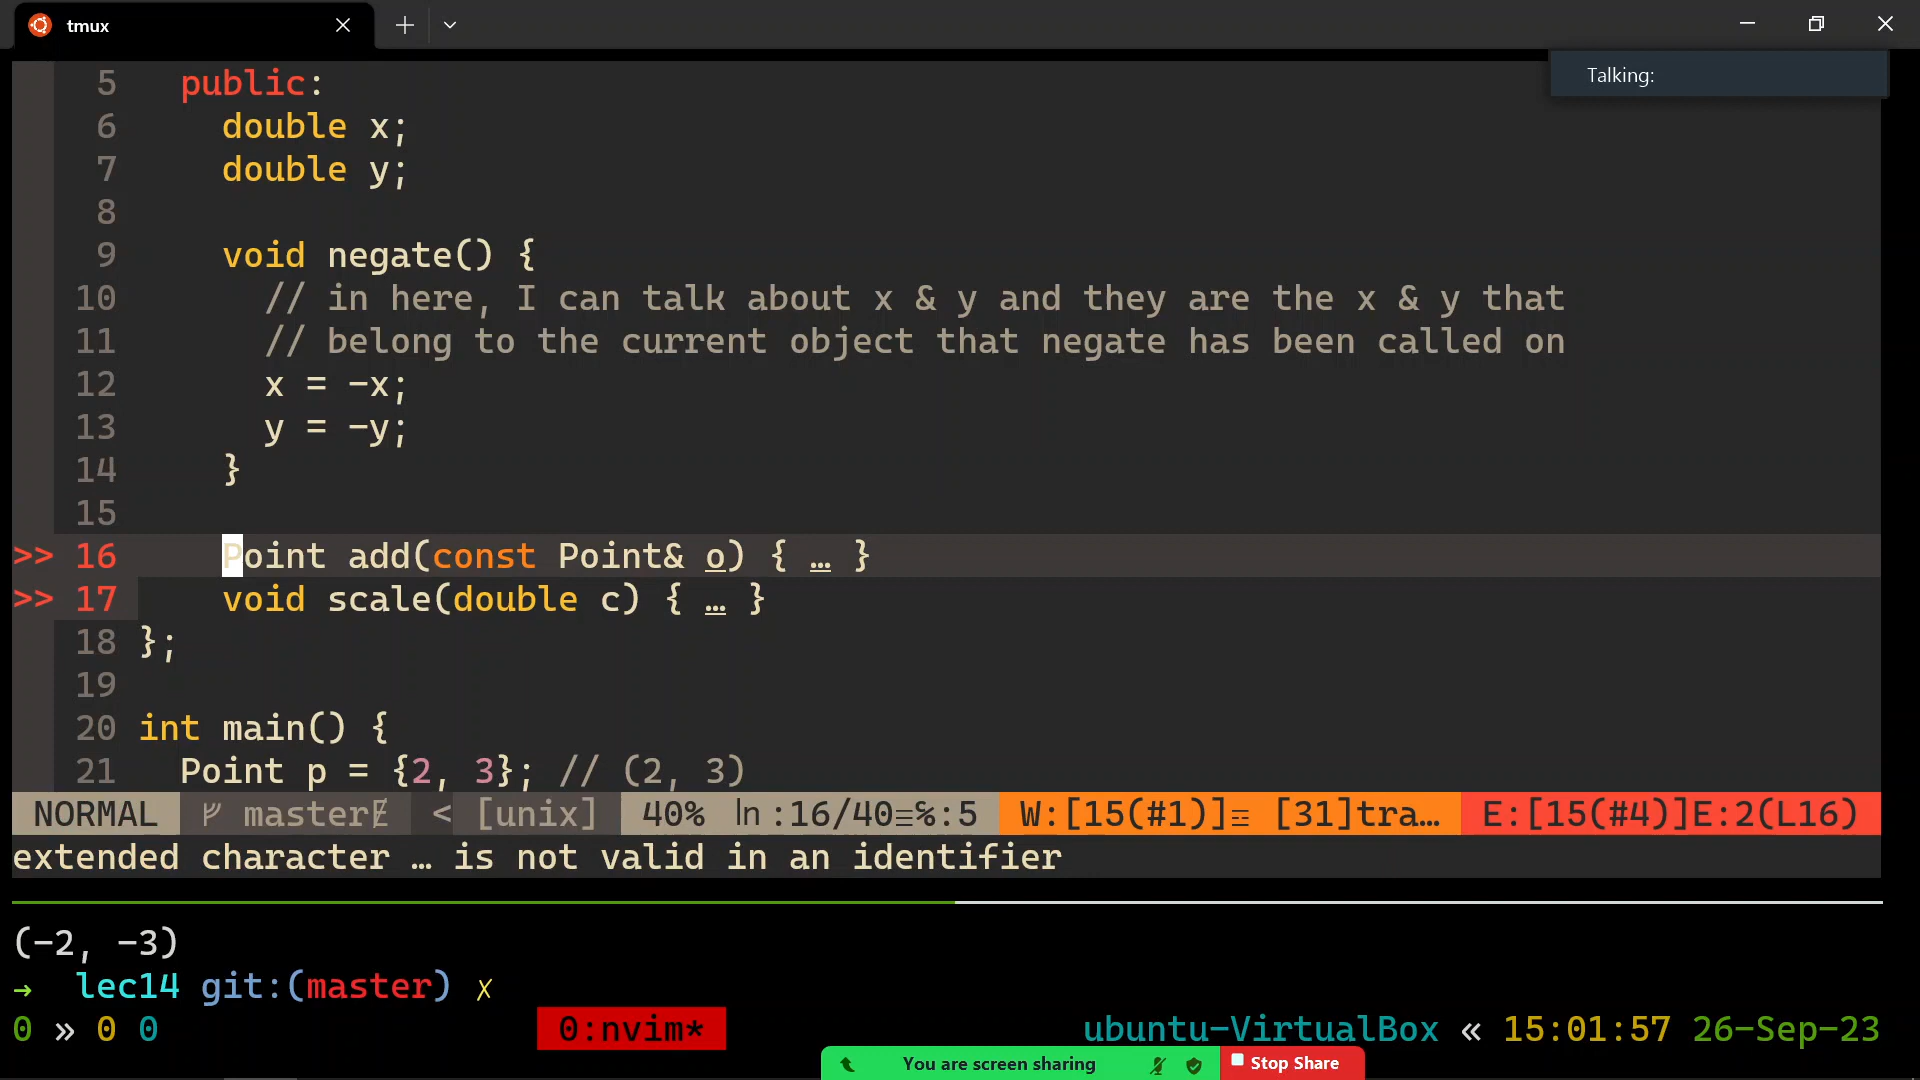 tmux
Talking:
5 public:
6 double x;
7 double y;
8
9 void negate() {
10 // in here, I can talk about x & y and they are the x & y that
11 // belong to the current object that negate has been called on
12 x = -x;
13 y = -y;
14 }
15
>> 16 Point add(const Point& o) { … }
>> 17 void scale(double c) { … }
18 };
19
20 int main() {
21 Point p = {2, 3}; // (2, 3)
NORMAL master < [unix] 40% ln :16/40≡%:5 W:[15(#1)]☲ [31]tra… E:[15(#4)]E:2(L16)
extended character … is not valid in an identifier
(-2, -3)
→ lec14 git:(master) ✗
0 » 0 0 0:nvim* ubuntu-VirtualBox « 15:01:57 26-Sep-23
You are screen sharing Stop Share